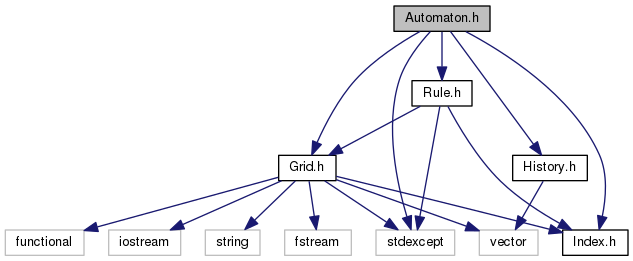 Automaton.h
Rule.h
Grid.h
History.h
functional
iostream
string
fstream
stdexcept
vector
Index.h